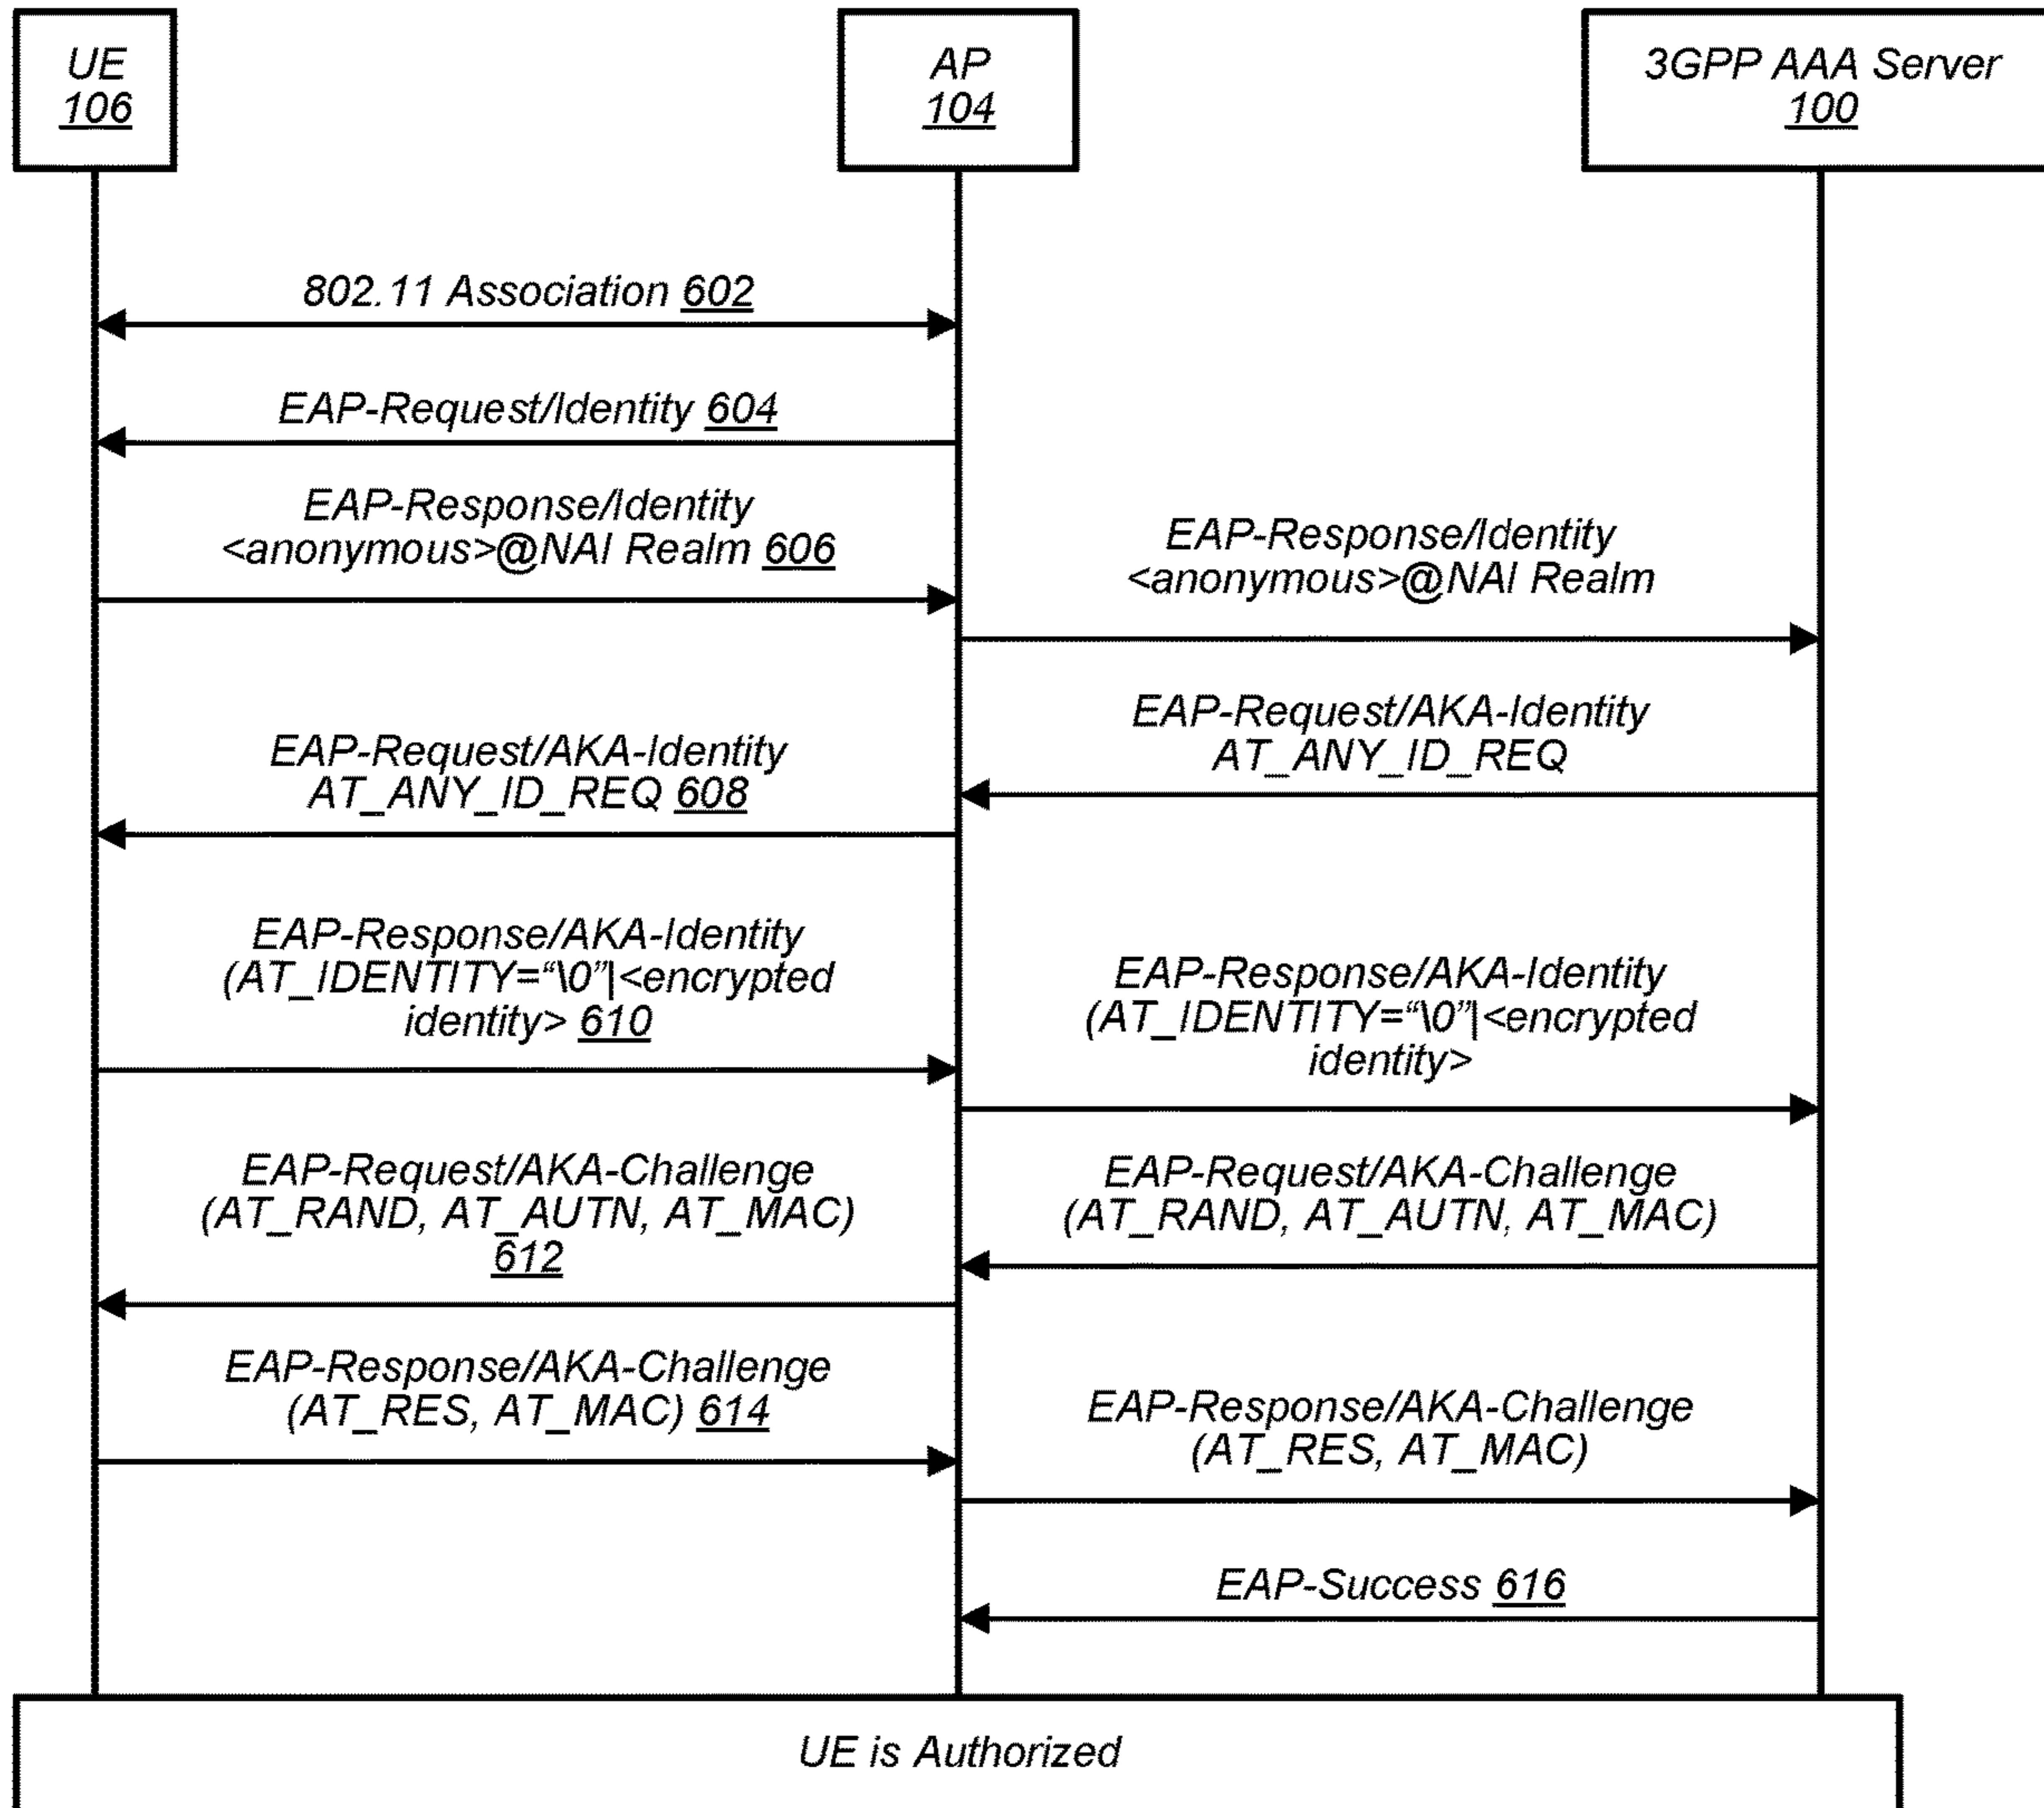 UE
106
AP
104
3GPP AAA Server
100
802.11 Association 602
EAP-Request/Identity 604
EAP-Response/Identity
<anonymous>@NAI Realm 606
EAP-Response/Identity
<anonymous>@NAI Realm
EAP-Request/AKA-Identity
AT_ANY_ID_REQ
EAP-Request/AKA-Identity
AT_ANY_ID_REQ 608
EAP-Response/AKA-Identity
(AT_IDENTITY=“\0”|<encrypted
identity> 610
EAP-Response/AKA-Identity
(AT_IDENTITY=“\0”|<encrypted
identity>
EAP-Request/AKA-Challenge
(AT_RAND, AT_AUTN, AT_MAC)
EAP-Request/AKA-Challenge
(AT_RAND, AT_AUTN, AT_MAC)
612
EAP-Response/AKA-Challenge
(AT_RES, AT_MAC) 614
EAP-Response/AKA-Challenge
(AT_RES, AT_MAC)
EAP-Success 616
UE is Authorized